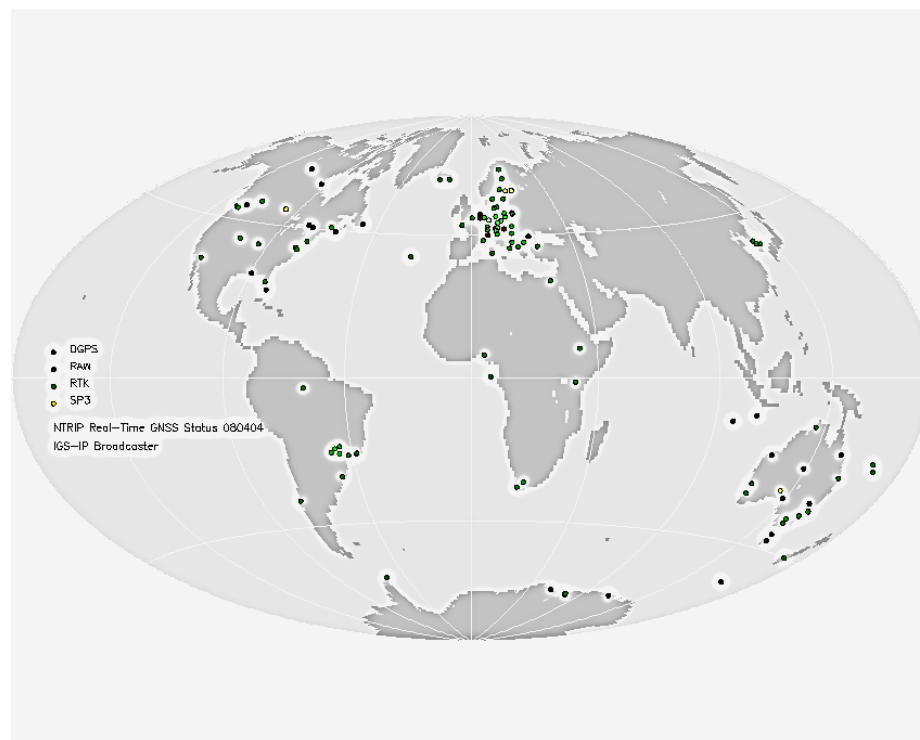 DGPS
RAW
RTK
SP3
NTRIP Real-Time GNSS Status 080404
IGS-IP Broadcaster